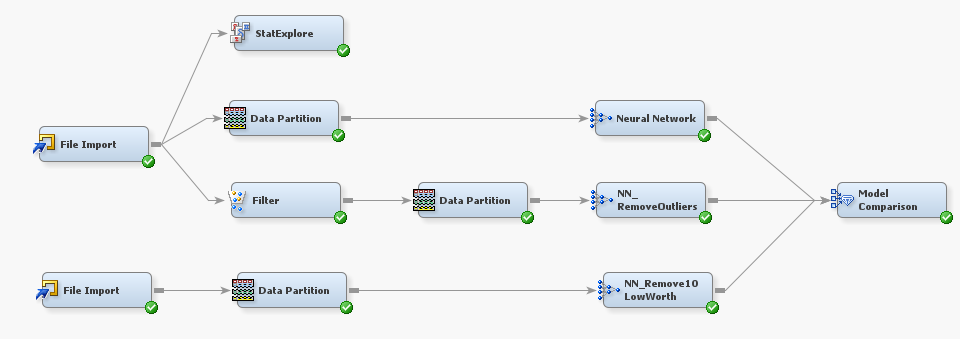 StatExplore
File Import
Data Partition
Neural Network
Filter
Data Partition
NN_
RemoveOutliers
Model
Comparison
File Import
Data Partition
NN_Remove10
LowWorth